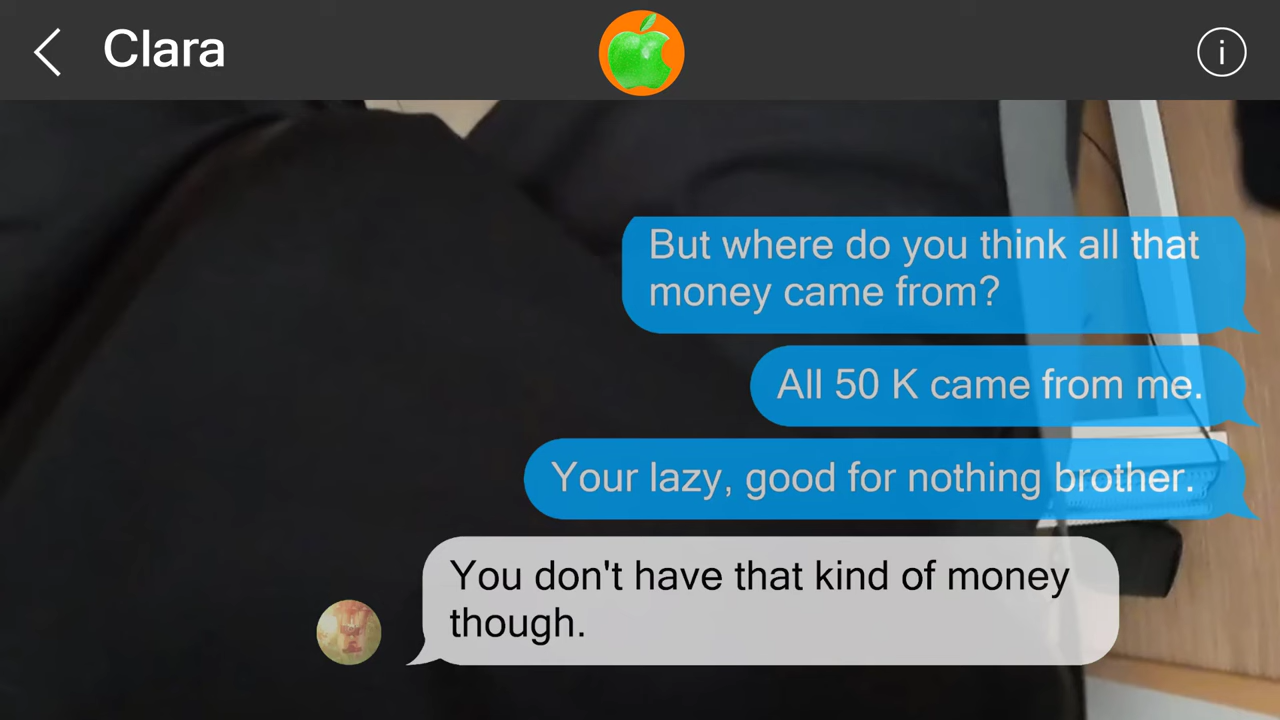 Clara
i
But where do you think all that
money came from?
All 50 K came from me.
Your lazy, good for nothing brother.
You don't have that kind of money
though.